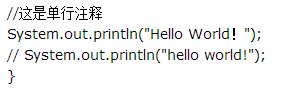 //这是单行注释
System.out.println("Hello World！");
// System.out.println("hello world!");
}